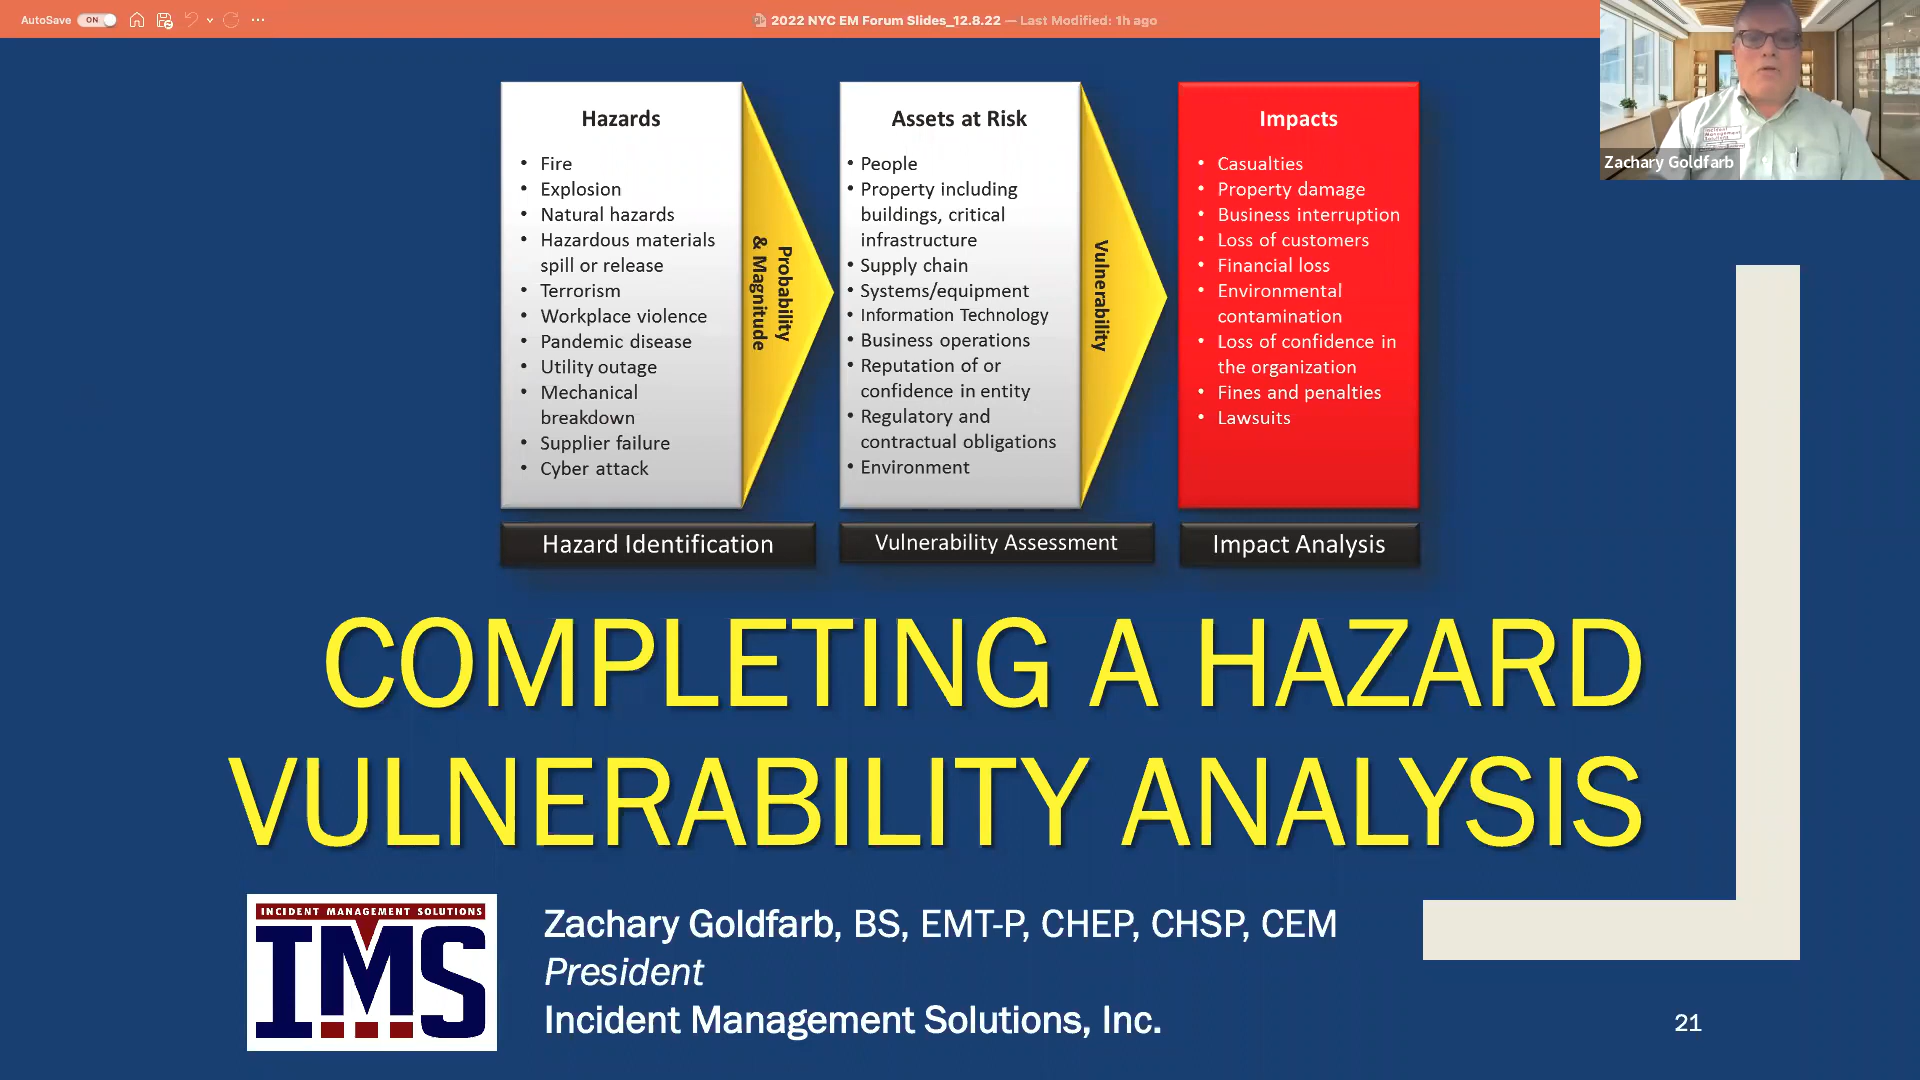 AutoSave ON
2022 NYC EM Forum Slides_12.8.22 — Last Modified: 1h ago
Zachary Goldfarb
Hazards
• Fire
• Explosion
• Natural hazards
• Hazardous materials
spill or release
• Terrorism
• Workplace violence
• Pandemic disease
• Utility outage
• Mechanical
breakdown
• Supplier failure
• Cyber attack
Probability
& Magnitude
Assets at Risk
• People
• Property including
buildings, critical
infrastructure
• Supply chain
• Systems/equipment
• Information Technology
• Business operations
• Reputation of or
confidence in entity
• Regulatory and
contractual obligations
• Environment
Vulnerability
Impacts
• Casualties
• Property damage
• Business interruption
• Loss of customers
• Financial loss
• Environmental
contamination
• Loss of confidence in
the organization
• Fines and penalties
• Lawsuits
Hazard Identification
Vulnerability Assessment
Impact Analysis
COMPLETING A HAZARD
VULNERABILITY ANALYSIS
INCIDENT MANAGEMENT SOLUTIONS
IMS
Zachary Goldfarb, BS, EMT-P, CHEP, CHSP, CEM
President
Incident Management Solutions, Inc.
21